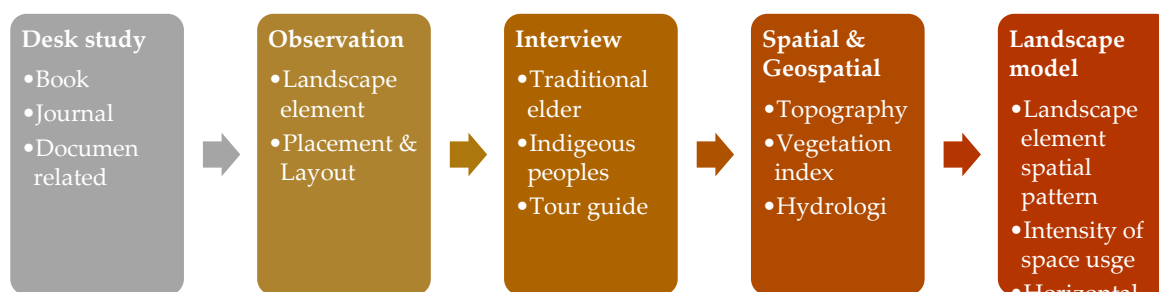 Desk study
•Book
•Journal
•Documen
related
Observation
•Landscape
element
•Placement &
Layout
Interview
•Traditional
elder
•Indigeous
peoples
•Tour guide
Spatial &
Geospatial
•Topography
•Vegetation
index
•Hydrologi
Landscape
model
•Landscape
element
spatial
pattern
•Intensity of
space usge
•Horizontal